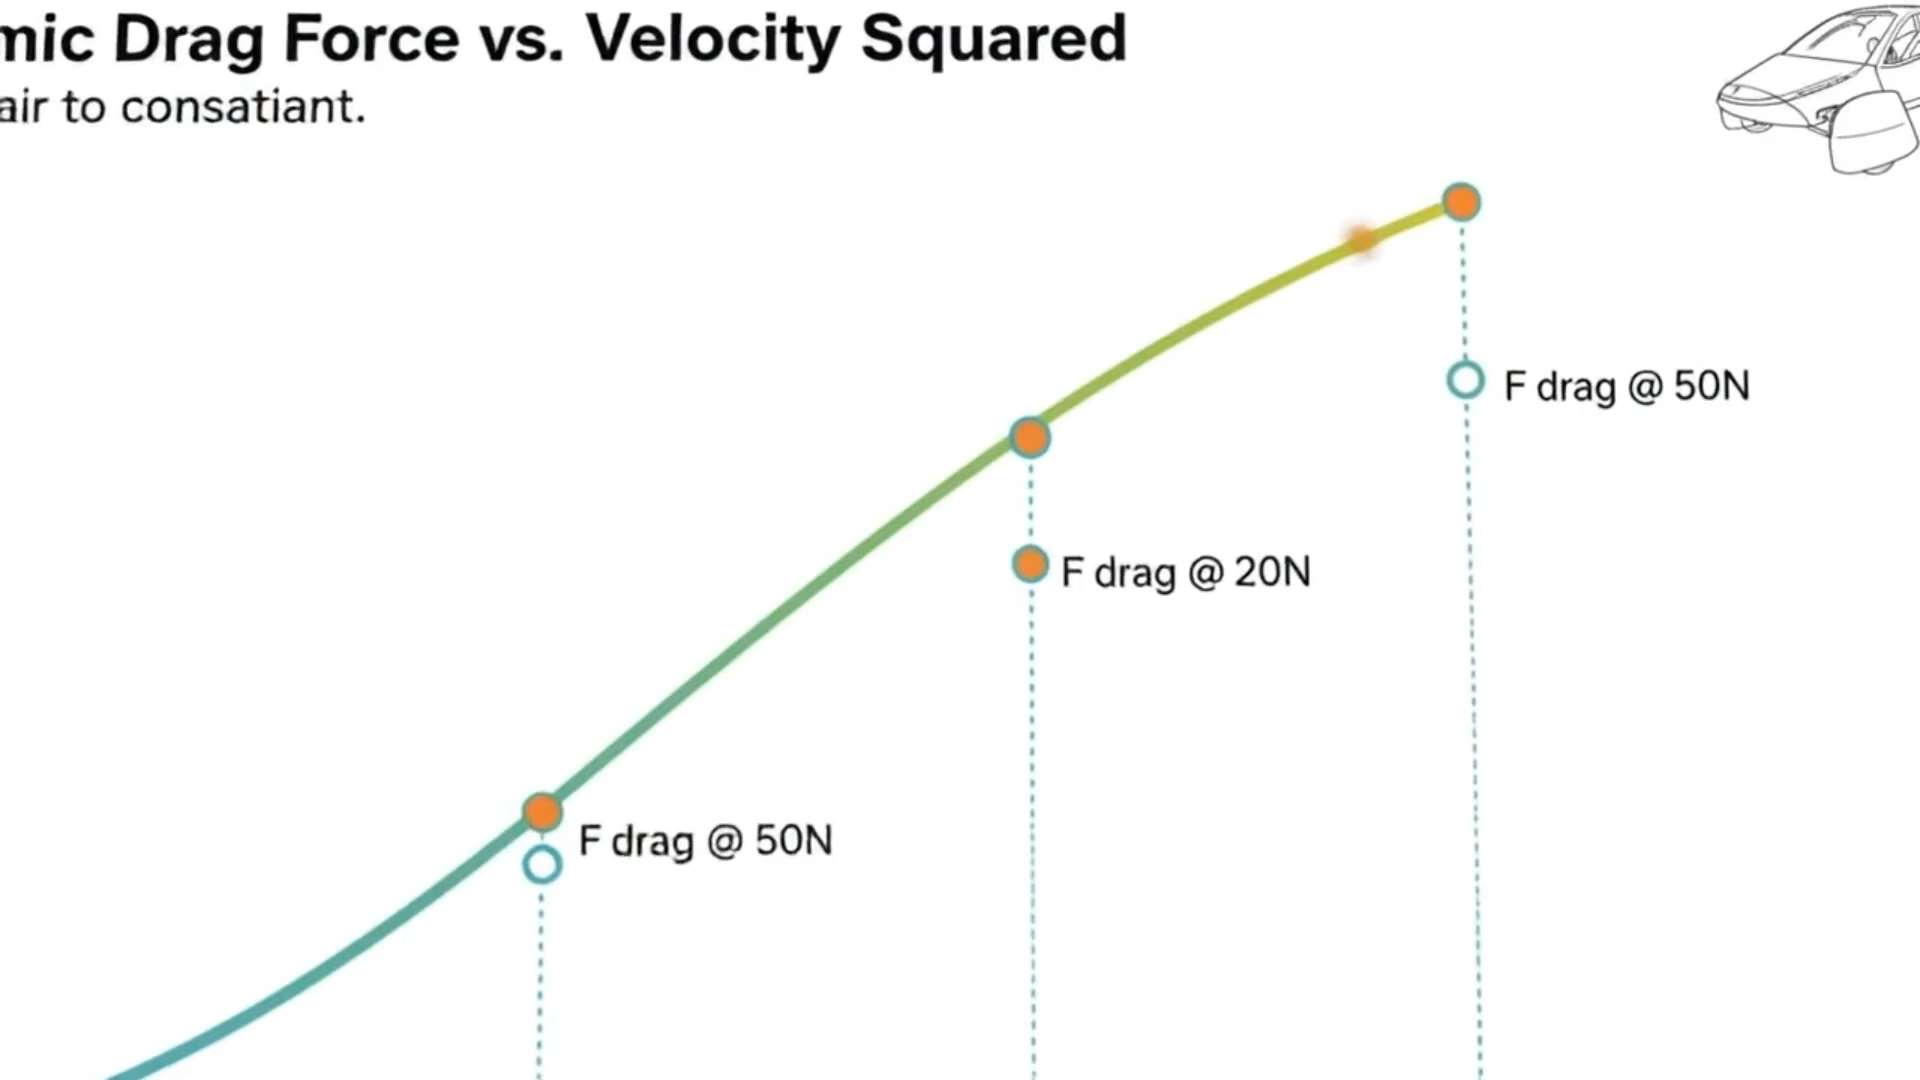 mic Drag Force vs. Velocity Squared
air to consatiant.
F drag @ 50N
F drag @ 20N
F drag @ 50N